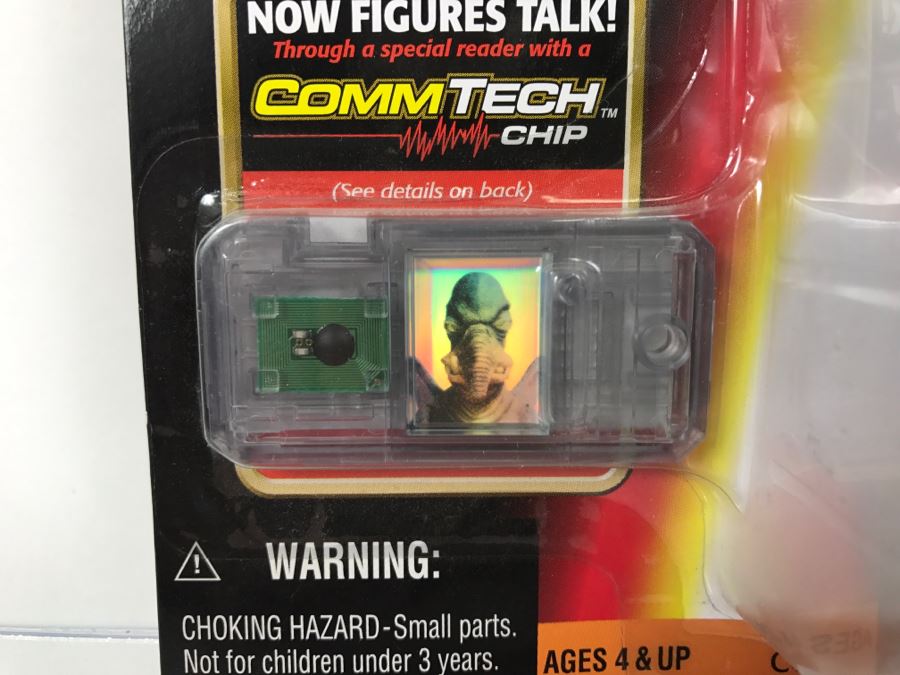 NOW FIGURES TALK!
Through a special reader with a
COMMTECH™
CHIP
(See details on back)
WARNING:
CHOKING HAZARD-Small parts.
Not for children under 3 years.
AGES 4 & UP